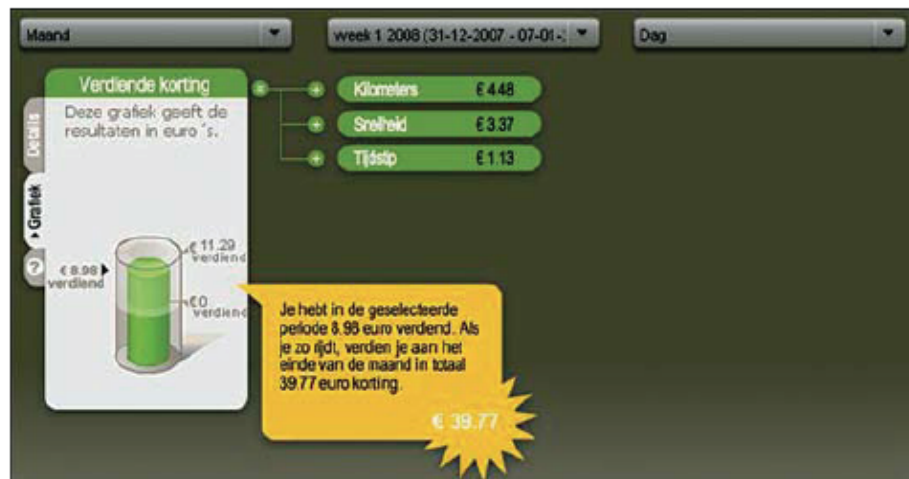 Maand
week 1 2008 (31-12-2007 - 07-01-2
Dag
Verdiende korting
Deze grafiek geeft de
resultaten in euro's.
Details
Grafiek
?
€ 11.29
verdiend
€ 8.98
verdiend
€0
verdiend
Kilometers € 4.48
Snelheid € 3.37
Tijdstip € 1.13
Je hebt in de geselecteerde
periode 8.98 euro verdiend. Als
je zo rijdt, verdien je aan het
einde van de maand in totaal
39.77 euro korting.
€ 39.77